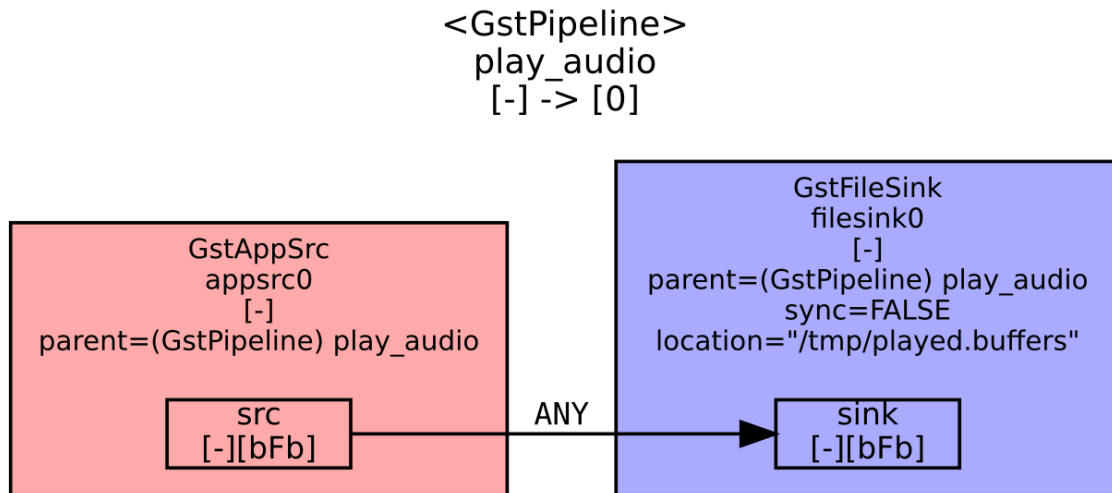 <GstPipeline>
play_audio
[-] -> [0]
GstAppSrc
appsrc0
[-]
parent=(GstPipeline) play_audio
src
[-][bFb]
ANY
GstFileSink
filesink0
[-]
parent=(GstPipeline) play_audio
sync=FALSE
location="/tmp/played.buffers"
sink
[-][bFb]